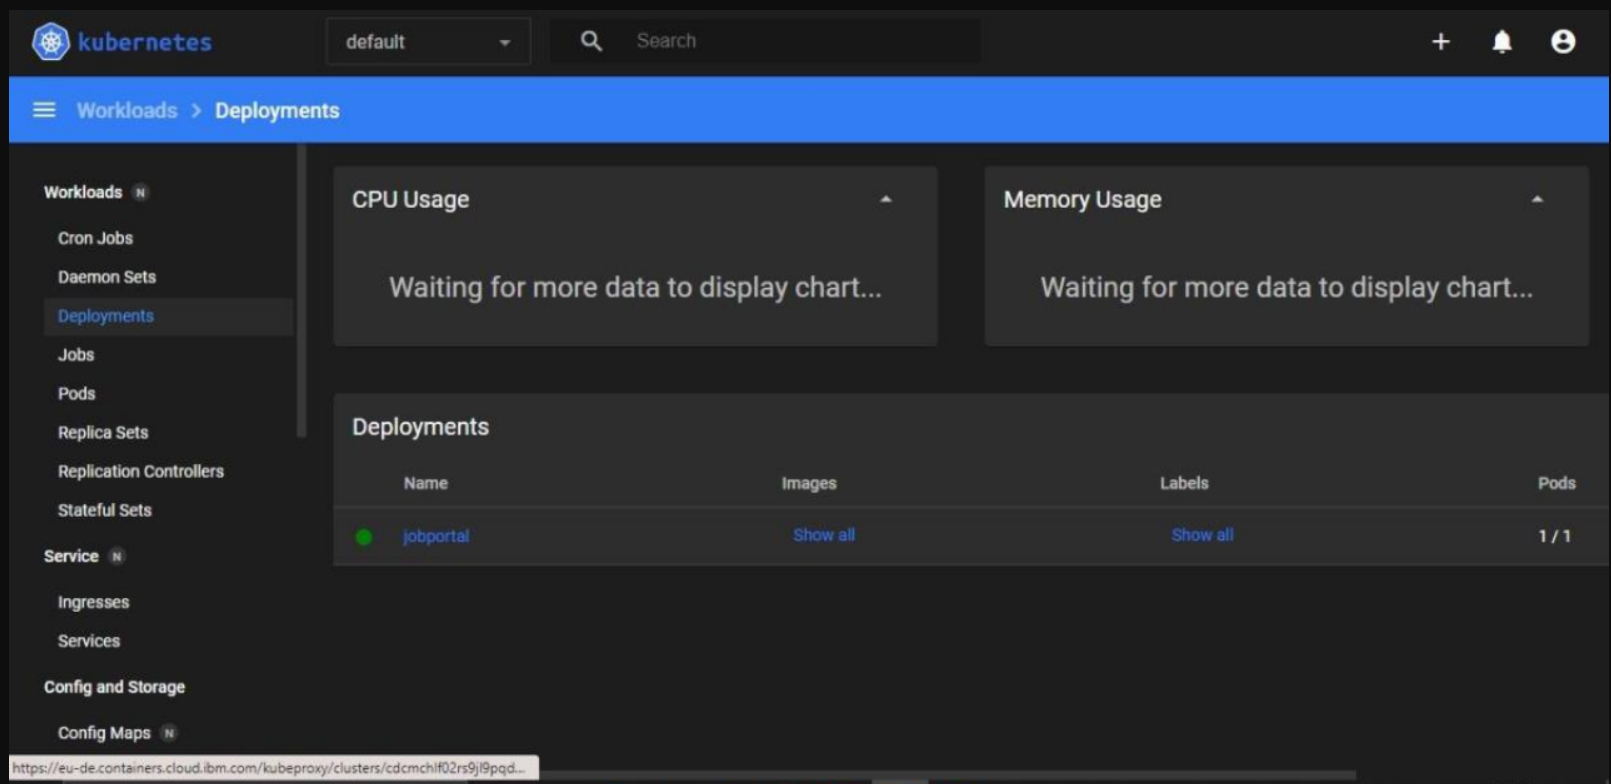 kubernetes
default
Search
Workloads > Deployments
Workloads N
Cron Jobs
Daemon Sets
Deployments
Jobs
Pods
Replica Sets
Replication Controllers
Stateful Sets
Service N
Ingresses
Services
Config and Storage
Config Maps N
CPU Usage
Waiting for more data to display chart...
Memory Usage
Waiting for more data to display chart...
Deployments
Name Images Labels Pods
jobportal Show all Show all 1 / 1
https://eu-de.containers.cloud.ibm.com/kubeproxy/clusters/cdcmchlf02rs9jl9pqd...